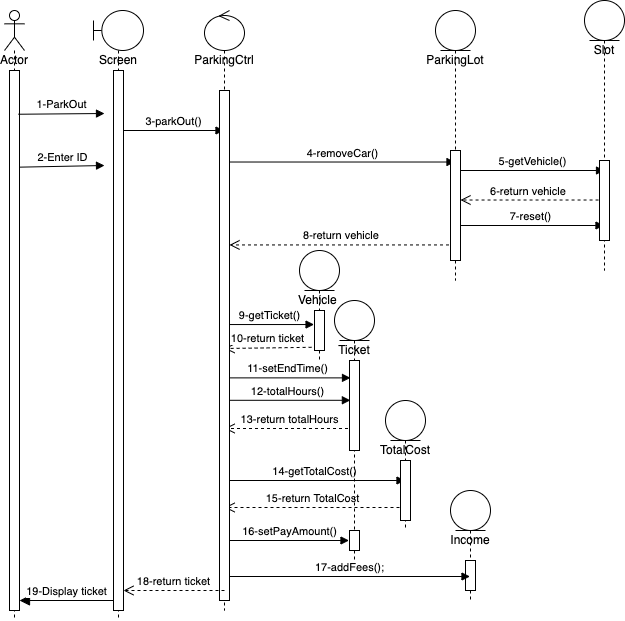 Actor
Screen
ParkingCtrl
ParkingLot
Slot
1-ParkOut
3-parkOut()
2-Enter ID
4-removeCar()
5-getVehicle()
6-return vehicle
7-reset()
8-return vehicle
Vehicle
9-getTicket()
10-return ticket
Ticket
11-setEndTime()
12-totalHours()
13-return totalHours
TotalCost
14-getTotalCost()
15-return TotalCost
16-setPayAmount()
Income
17-addFees();
18-return ticket
19-Display ticket